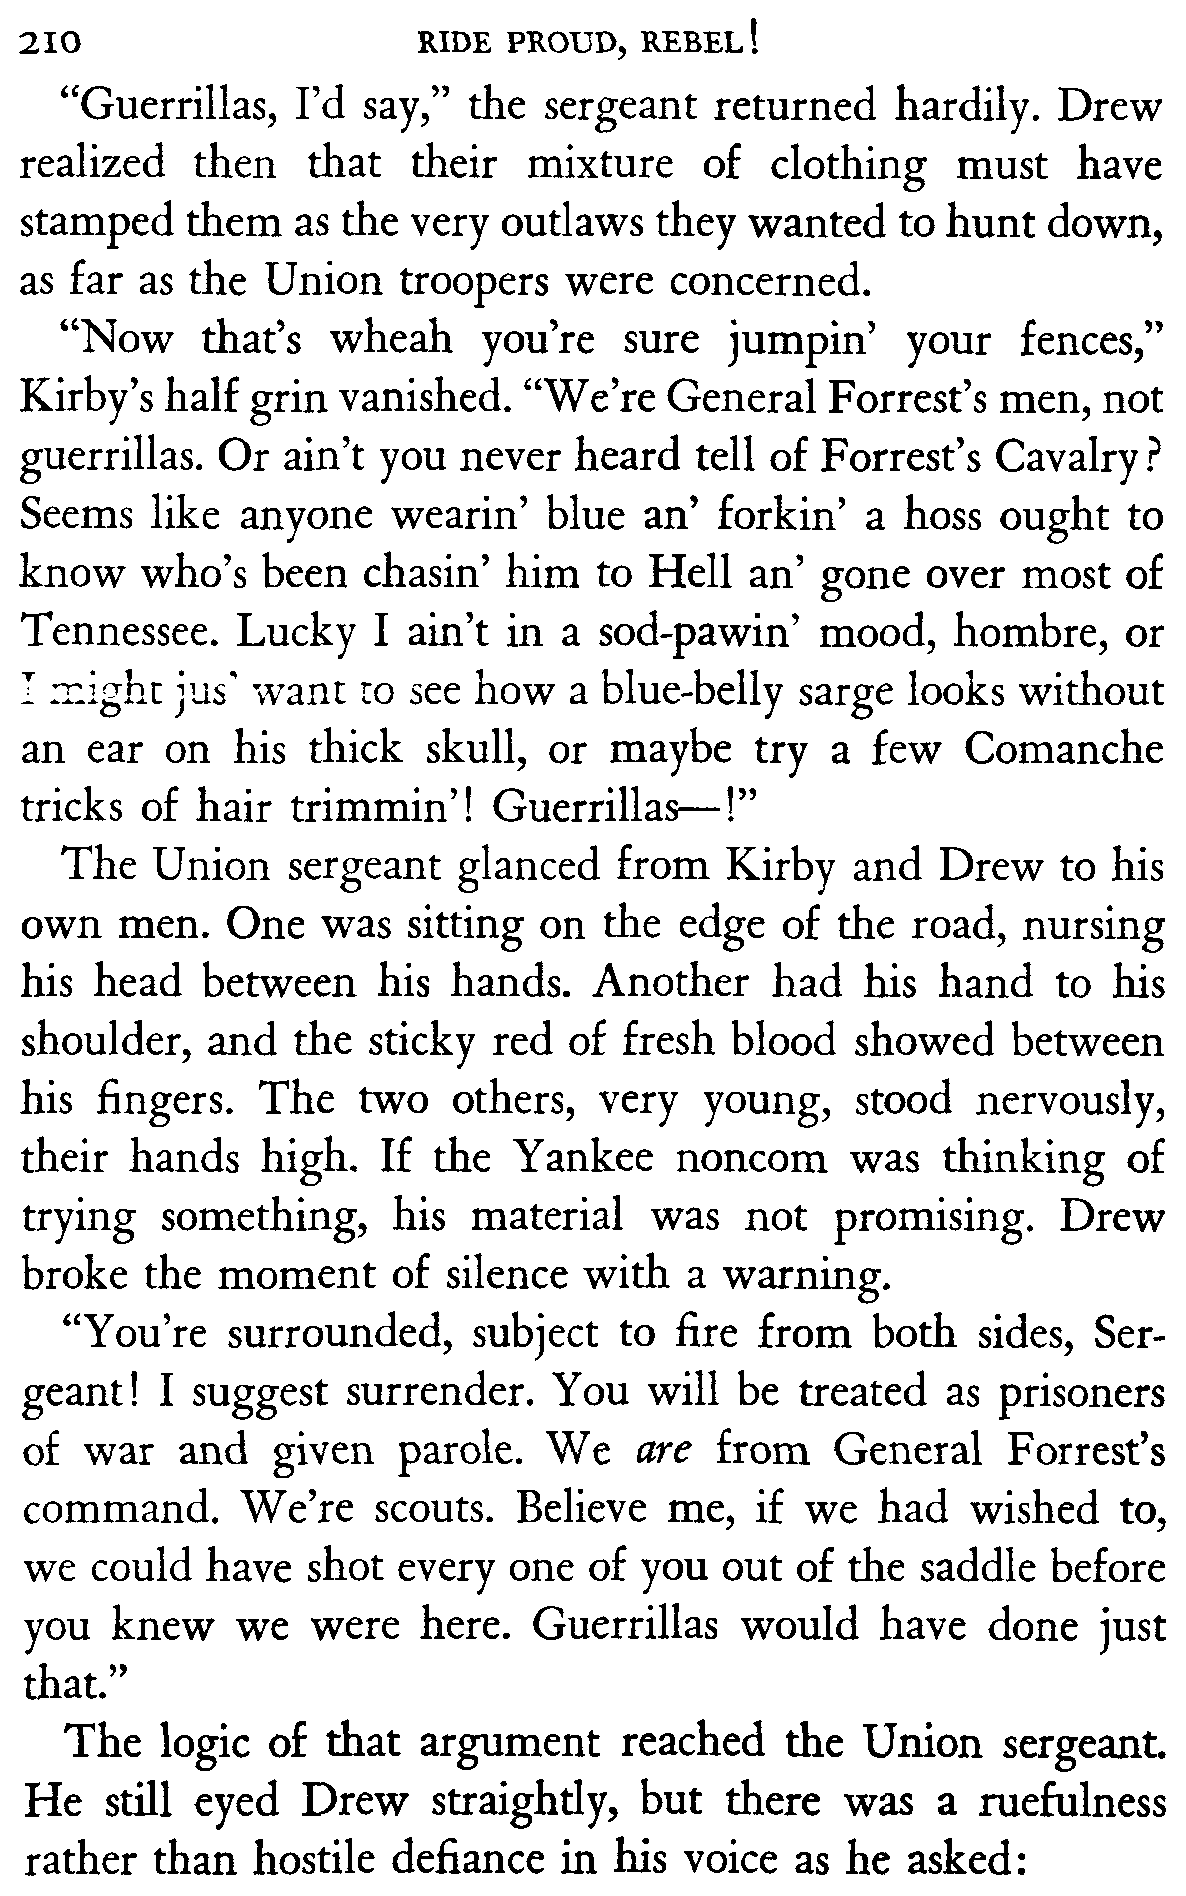 210 RIDE PROUD, REBEL!
“Guerrillas, I’d say,” the sergeant returned hardily. Drew
realized then that their mixture of clothing must have
stamped them as the very outlaws they wanted to hunt down,
as far as the Union troopers were concerned.
“Now that’s wheah you’re sure jumpin’ your fences,”
Kirby’s half grin vanished. “We’re General Forrest’s men, not
guerrillas. Or ain’t you never heard tell of Forrest’s Cavalry?
Seems like anyone wearin’ blue an’ forkin’ a hoss ought to
know who’s been chasin’ him to Hell an’ gone over most of
Tennessee. Lucky I ain’t in a sod-pawin’ mood, hombre, or
I might jus’ want to see how a blue-belly sarge looks without
an ear on his thick skull, or maybe try a few Comanche
tricks of hair trimmin’! Guerrillas—!”
The Union sergeant glanced from Kirby and Drew to his
own men. One was sitting on the edge of the road, nursing
his head between his hands. Another had his hand to his
shoulder, and the sticky red of fresh blood showed between
his fingers. The two others, very young, stood nervously,
their hands high. If the Yankee noncom was thinking of
trying something, his material was not promising. Drew
broke the moment of silence with a warning.
“You’re surrounded, subject to fire from both sides, Ser-
geant! I suggest surrender. You will be treated as prisoners
of war and given parole. We are from General Forrest’s
command. We’re scouts. Believe me, if we had wished to,
we could have shot every one of you out of the saddle before
you knew we were here. Guerrillas would have done just
that.”
The logic of that argument reached the Union sergeant.
He still eyed Drew straightly, but there was a ruefulness
rather than hostile defiance in his voice as he asked: